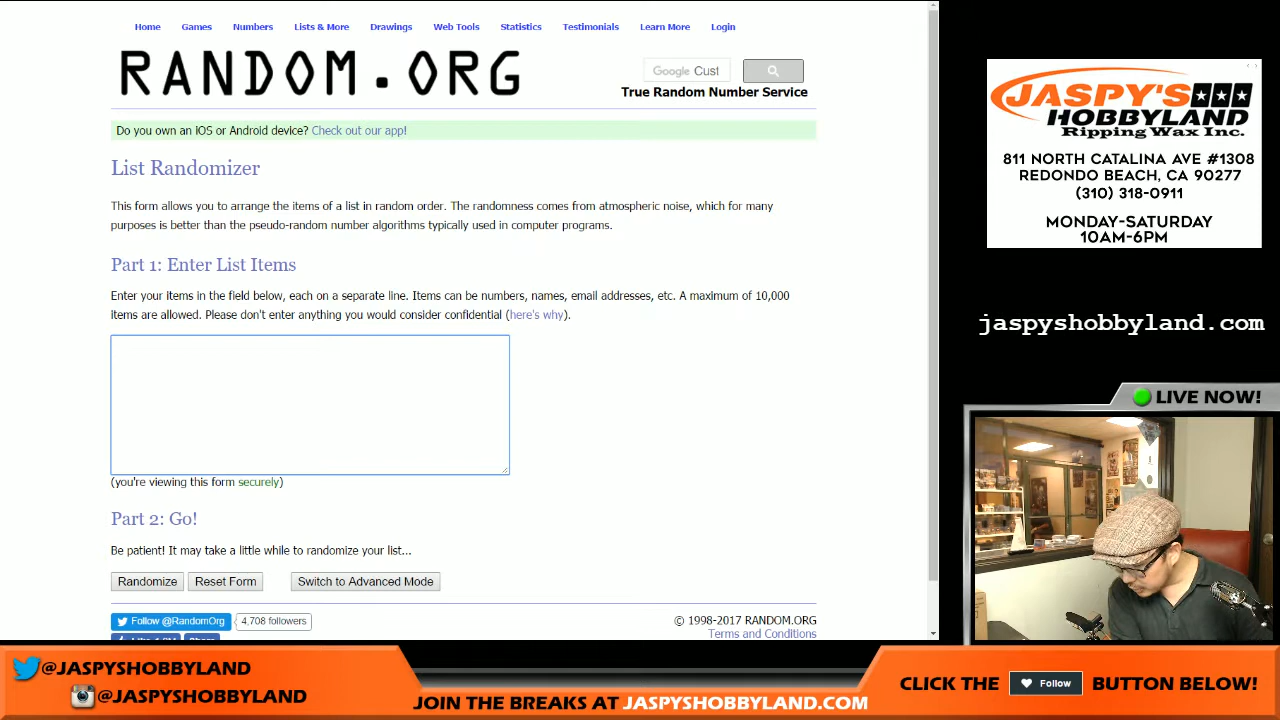 Home Games Numbers Lists & More Drawings Web Tools Statistics Testimonials Learn More Login
RANDOM.ORG
Google Cust
True Random Number Service
Do you own an iOS or Android device? Check out our app!
List Randomizer
This form allows you to arrange the items of a list in random order. The randomness comes from atmospheric noise, which for many
purposes is better than the pseudo-random number algorithms typically used in computer programs.
Part 1: Enter List Items
Enter your items in the field below, each on a separate line. Items can be numbers, names, email addresses, etc. A maximum of 10,000
items are allowed. Please don't enter anything you would consider confidential (here's why).
(you're viewing this form securely)
Part 2: Go!
Be patient! It may take a little while to randomize your list...
Randomize Reset Form Switch to Advanced Mode
Follow @RandomOrg 4,708 followers
© 1998-2017 RANDOM.ORG
Terms and Conditions
JASPY'S
HOBBYLAND
Ripping Wax Inc.
811 NORTH CATALINA AVE #1308
REDONDO BEACH, CA 90277
(310) 318-0911
MONDAY-SATURDAY
10AM-6PM
jaspyshobbyland.com
LIVE NOW!
@JASPYSHOBBYLAND
@JASPYSHOBBYLAND
JOIN THE BREAKS AT JASPYSHOBBYLAND.COM
CLICK THE Follow BUTTON BELOW!